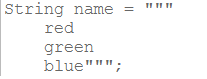 String name = """
    red
    green
    blue""";